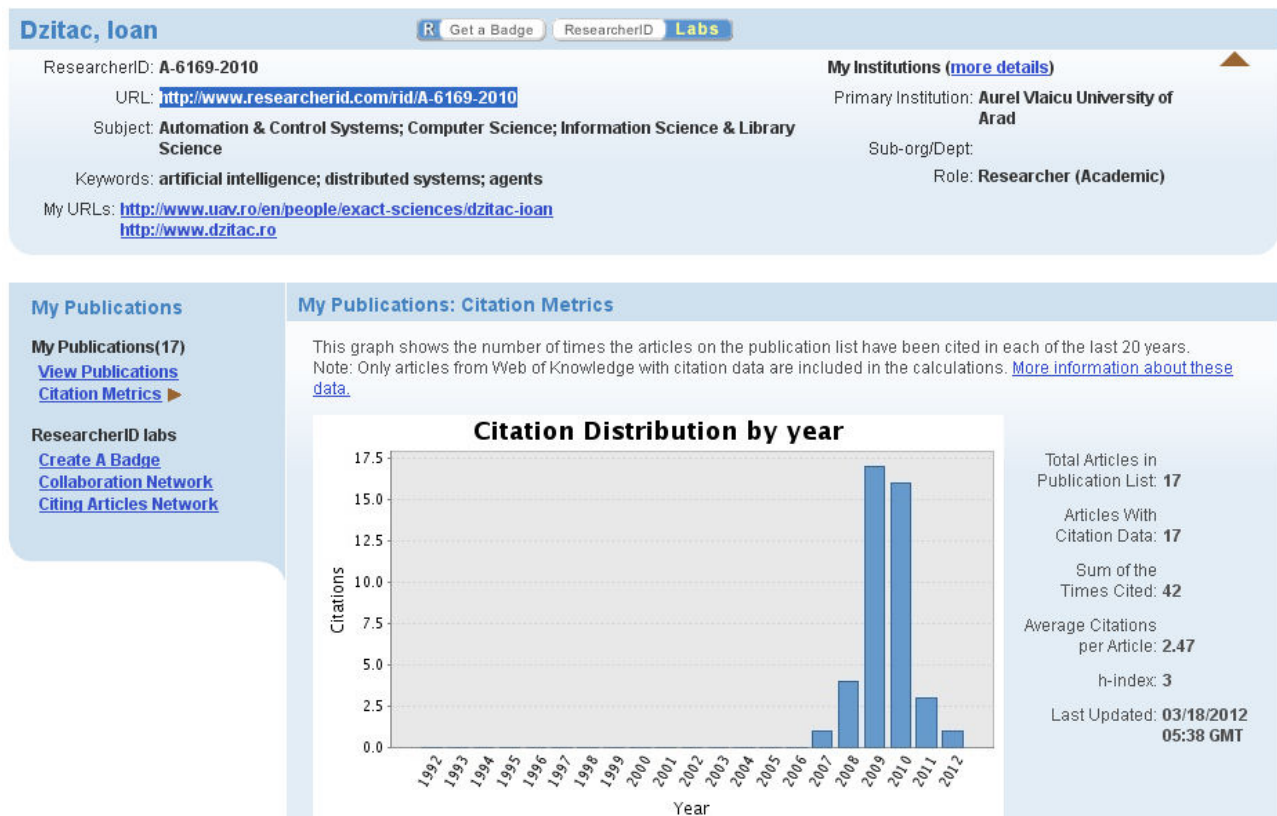 Dzitac, Ioan
R Get a Badge
ResearcherID Labs
ResearcherID: A-6169-2010
URL: http://www.researcherid.com/rid/A-6169-2010
Subject: Automation & Control Systems; Computer Science; Information Science & Library
Science
Keywords: artificial intelligence; distributed systems; agents
My URLs: http://www.uav.ro/en/people/exact-sciences/dzitac-ioan
http://www.dzitac.ro
My Institutions (more details)
Primary Institution: Aurel Vlaicu University of
Arad
Sub-org/Dept:
Role: Researcher (Academic)
My Publications
My Publications(17)
View Publications
Citation Metrics
ResearcherID labs
Create A Badge
Collaboration Network
Citing Articles Network
My Publications: Citation Metrics
This graph shows the number of times the articles on the publication list have been cited in each of the last 20 years.
Note: Only articles from Web of Knowledge with citation data are included in the calculations. More information about these
data.
Citation Distribution by year
Citations
17.5
15.0
12.5
10.0
7.5
5.0
2.5
0.0
1992 1993 1994 1995 1996 1997 1998 1999 2000 2001 2002 2003 2004 2005 2006 2007 2008 2009 2010 2011 2012
Year
Total Articles in
Publication List: 17
Articles With
Citation Data: 17
Sum of the
Times Cited: 42
Average Citations
per Article: 2.47
h-index: 3
Last Updated: 03/18/2012
05:38 GMT